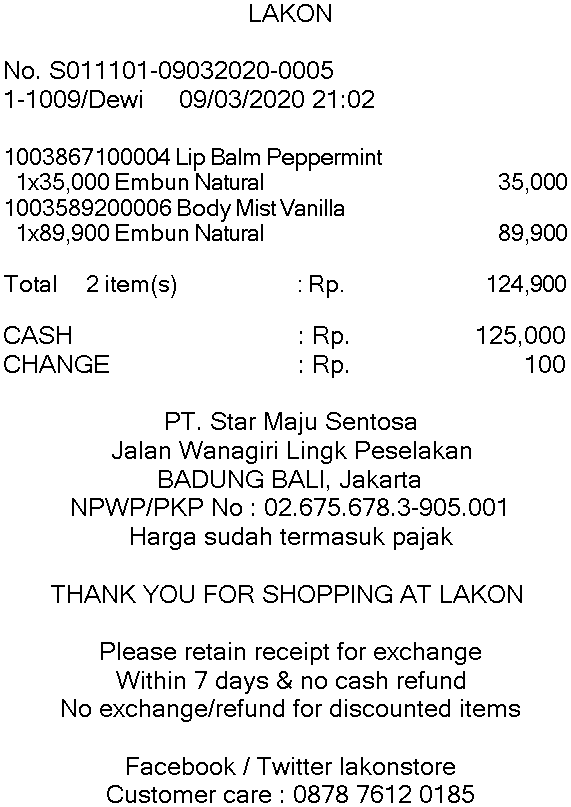 LAKON
No. S011101-09032020-0005
1-1009/Dewi 09/03/2020 21:02
1003867100004 Lip Balm Peppermint
1x35,000 Embun Natural 35,000
1003589200006 Body Mist Vanilla
1x89,900 Embun Natural 89,900
Total 2 item(s) : Rp. 124,900
CASH : Rp. 125,000
CHANGE : Rp. 100
PT. Star Maju Sentosa
Jalan Wanagiri Lingk Peselakan
BADUNG BALI, Jakarta
NPWP/PKP No : 02.675.678.3-905.001
Harga sudah termasuk pajak
THANK YOU FOR SHOPPING AT LAKON
Please retain receipt for exchange
Within 7 days & no cash refund
No exchange/refund for discounted items
Facebook / Twitter lakonstore
Customer care : 0878 7612 0185